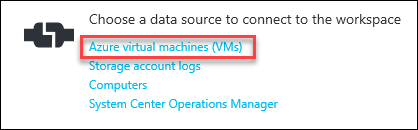 Choose a data source to connect to the workspace
Azure virtual machines (VMs)
Storage account logs
Computers
System Center Operations Manager